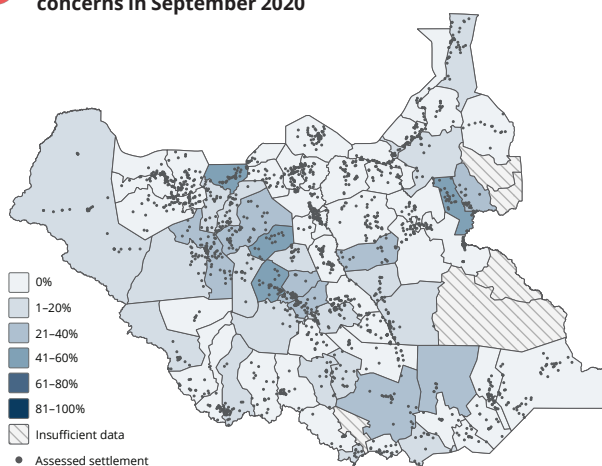 concerns in September 2020
0%
1–20%
21–40%
41–60%
61–80%
81–100%
Insufficient data
Assessed settlement